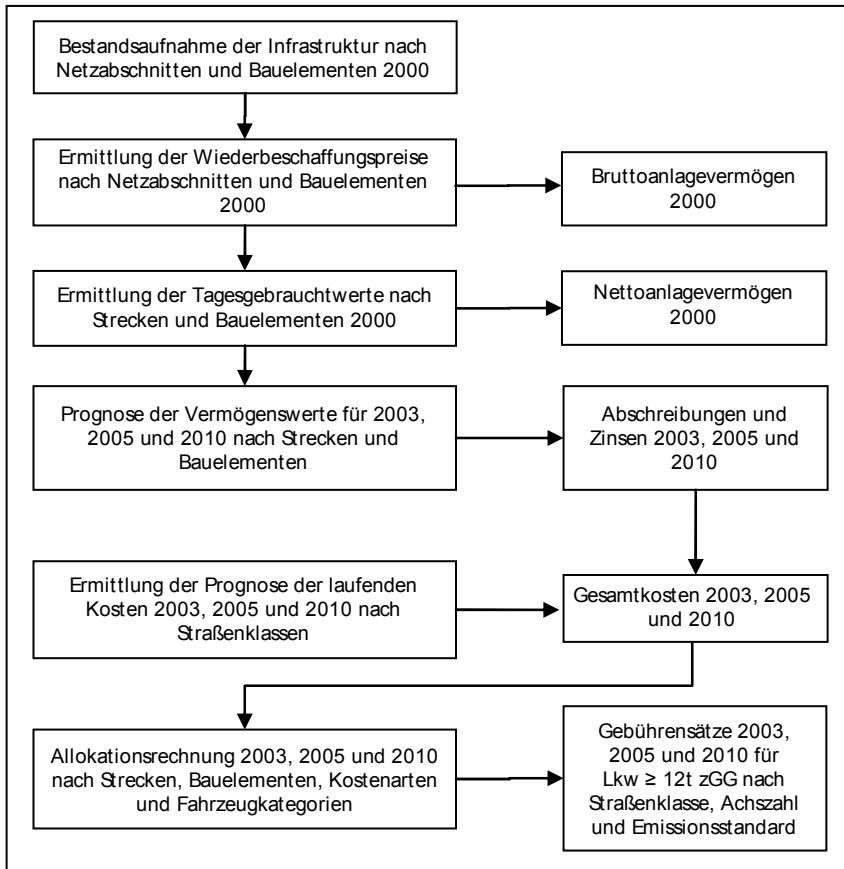 Bestandsaufnahme der Infrastruktur nach
Netzabschnitten und Bauelementen 2000
Ermittlung der Wiederbeschaffungspreise
nach Netzabschnitten und Bauelementen
2000
Bruttoanlagevermögen
2000
Ermittlung der Tagesgebrauchtwerte nach
Strecken und Bauelementen 2000
Nettoanlagevermögen
2000
Prognose der Vermögenswerte für 2003,
2005 und 2010 nach Strecken und
Bauelementen
Abschreibungen und
Zinsen 2003, 2005 und
2010
Ermittlung der Prognose der laufenden
Kosten 2003, 2005 und 2010 nach
Straßenklassen
Gesamtkosten 2003, 2005
und 2010
Allokationsrechnung 2003, 2005 und 2010
nach Strecken, Bauelementen, Kostenarten
und Fahrzeugkategorien
Gebührensätze 2003,
2005 und 2010 für
Lkw ≥ 12t zGG nach
Straßenklasse, Achszahl
und Emissionsstandard